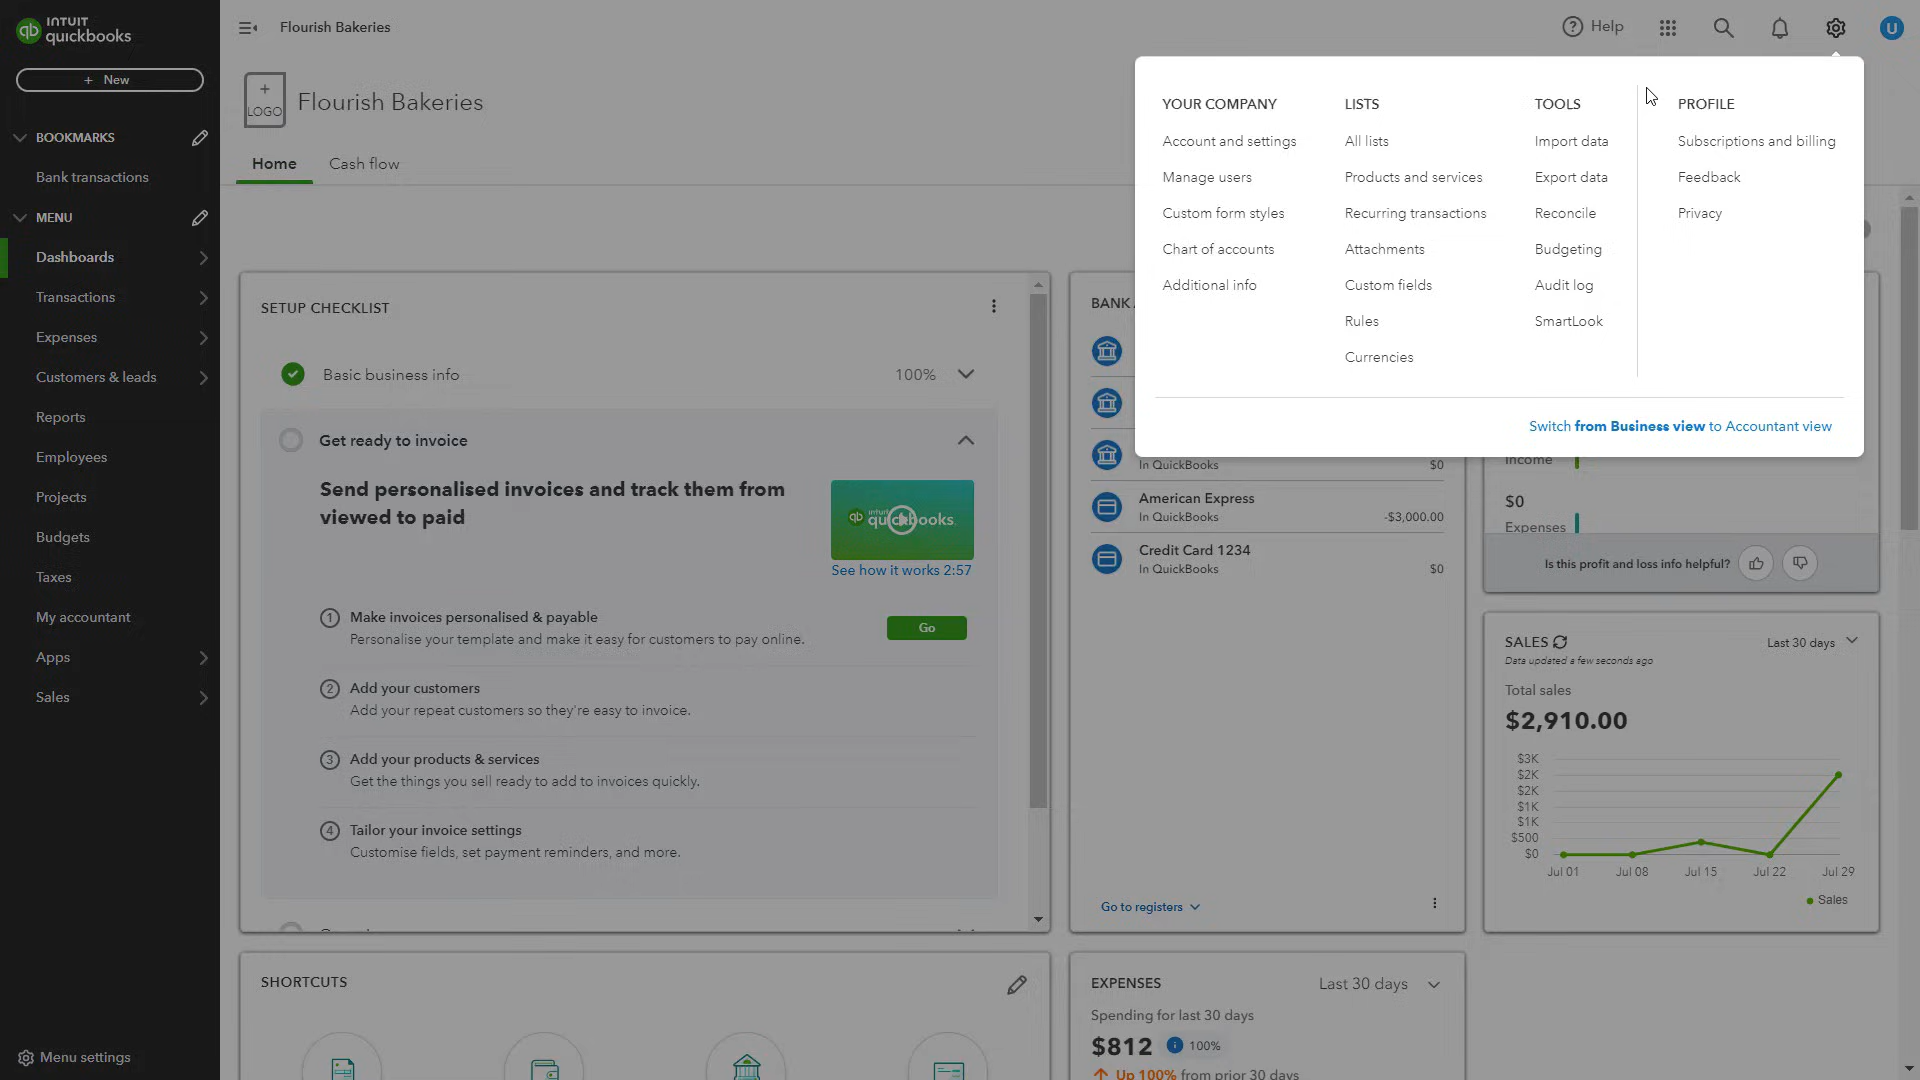 INTUIT
quickbooks
Flourish Bakeries
Help
U
+ New
+
LOGO
Flourish Bakeries
Home
Cash flow
BOOKMARKS
Bank transactions
MENU
Dashboards
Transactions
Expenses
Customers & leads
Reports
Employees
Projects
Budgets
Taxes
My accountant
Apps
Sales
Menu settings
YOUR COMPANY
Account and settings
Manage users
Custom form styles
Chart of accounts
Additional info
LISTS
All lists
Products and services
Recurring transactions
Attachments
Custom fields
Rules
Currencies
TOOLS
Import data
Export data
Reconcile
Budgeting
Audit log
SmartLook
PROFILE
Subscriptions and billing
Feedback
Privacy
Switch from Business view to Accountant view
SETUP CHECKLIST
Basic business info
100%
Get ready to invoice
Send personalised invoices and track them from
viewed to paid
intuit
quickbooks.
See how it works 2:57
1 Make invoices personalised & payable
Personalise your template and make it easy for customers to pay online.
Go
2 Add your customers
Add your repeat customers so they're easy to invoice.
3 Add your products & services
Get the things you sell ready to add to invoices quickly.
4 Tailor your invoice settings
Customise fields, set payment reminders, and more.
BANK
In QuickBooks
$0
American Express
In QuickBooks
-$3,000.00
Credit Card 1234
In QuickBooks
$0
Go to registers
Income
$0
Expenses
Is this profit and loss info helpful?
SALES
Last 30 days
Data updated a few seconds ago
Total sales
$2,910.00
$3K
$2K
$2K
$1K
$1K
$500
$0
Jul 01
Jul 08
Jul 15
Jul 22
Jul 29
Sales
SHORTCUTS
EXPENSES
Last 30 days
Spending for last 30 days
$812
100%
Up 100% from prior 30 days